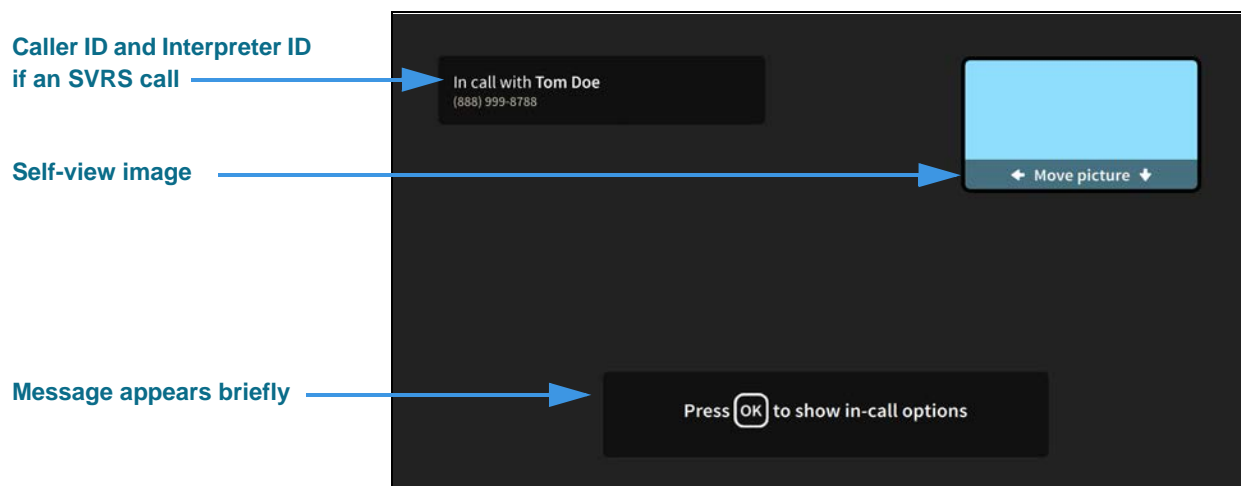 Caller ID and Interpreter ID
if an SVRS call
In call with Tom Doe
(888) 999-8788
Self-view image
Move picture
Message appears briefly
Press OK to show in-call options